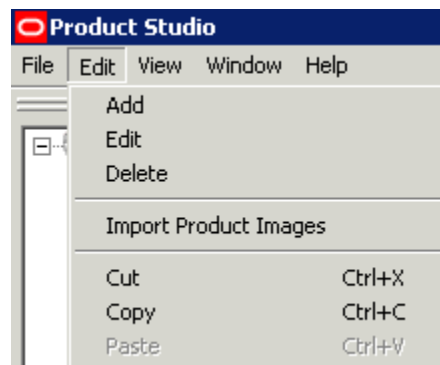 Product Studio
File Edit View Window Help
Add
Edit
Delete
Import Product Images
Cut Ctrl+X
Copy Ctrl+C
Paste Ctrl+V